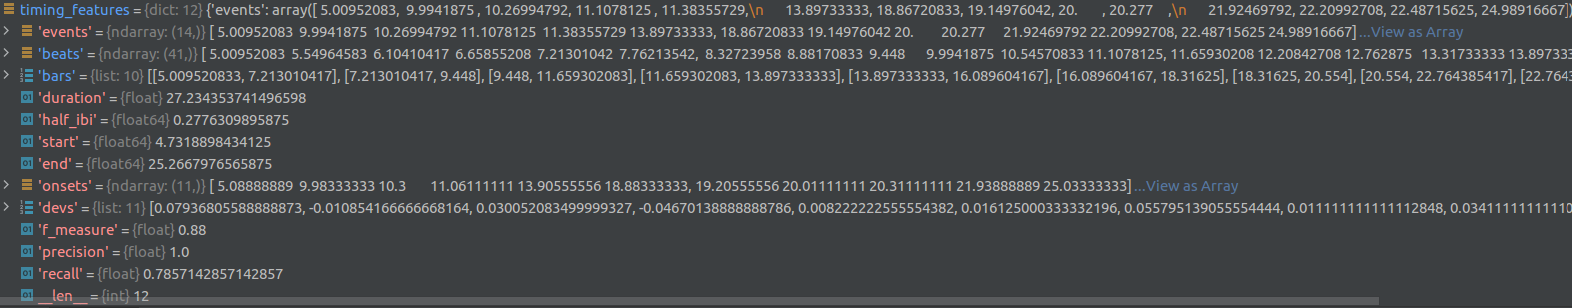 timing_features = {dict: 12} {'events': array([ 5.00952083, 9.9941875 , 10.26994792, 11.1078125 , 11.38355729,\n 13.89733333, 18.86720833, 19.14976042, 20. , 20.277 ,\n 21.92469792, 22.20992708, 22.48715625, 24.98916667])
'events' = {ndarray: (14,)} [ 5.00952083 9.9941875 10.26994792 11.1078125 11.38355729 13.89733333, 18.86720833 19.14976042 20. 20.277 21.92469792 22.20992708, 22.48715625 24.98916667] ...View as Array
'beats' = {ndarray: (41,)} [ 5.00952083 5.54964583 6.10410417 6.65855208 7.21301042 7.76213542, 8.32723958 8.88170833 9.448 9.9941875 10.54570833 11.1078125, 11.65930208 12.20842708 12.762875 13.31733333 13.897333
'bars' = {list: 10} [[5.009520833, 7.213010417], [7.213010417, 9.448], [9.448, 11.659302083], [11.659302083, 13.897333333], [13.897333333, 16.089604167], [16.089604167, 18.31625], [18.31625, 20.554], [20.554, 22.764385417], [22.764
'duration' = {float} 27.234353741496598
'half_ibi' = {float64} 0.2776309895875
'start' = {float64} 4.7318898434125
'end' = {float64} 25.2667976565875
'onsets' = {ndarray: (11,)} [ 5.08888889 9.98333333 10.3 11.06111111 13.90555556 18.88333333, 19.20555556 20.01111111 20.31111111 21.93888889 25.03333333] ...View as Array
'devs' = {list: 11} [0.07936805588888873, -0.010854166666668164, 0.030052083499999327, -0.04670138888888786, 0.008222222555554382, 0.016125000333332196, 0.055795139055554444, 0.011111111111112848, 0.0341111111111
'f_measure' = {float} 0.88
'precision' = {float} 1.0
'recall' = {float} 0.7857142857142857
__len__ = {int} 12